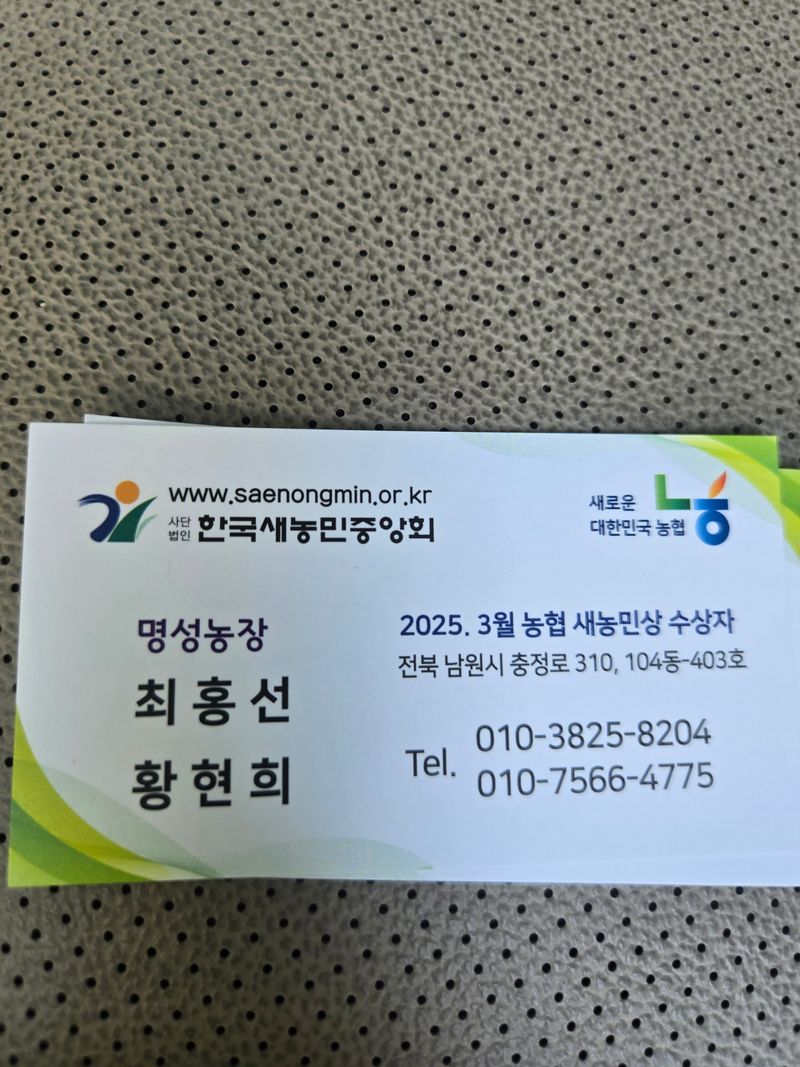 www.saenongmin.or.kr
사단
법인
한국새농민중앙회
새로운
대한민국 농협
농
명성농장
최홍선
황현희
2025. 3월 농협 새농민상 수상자
전북 남원시 충정로 310, 104동-403호
Tel.
010-3825-8204
010-7566-4775